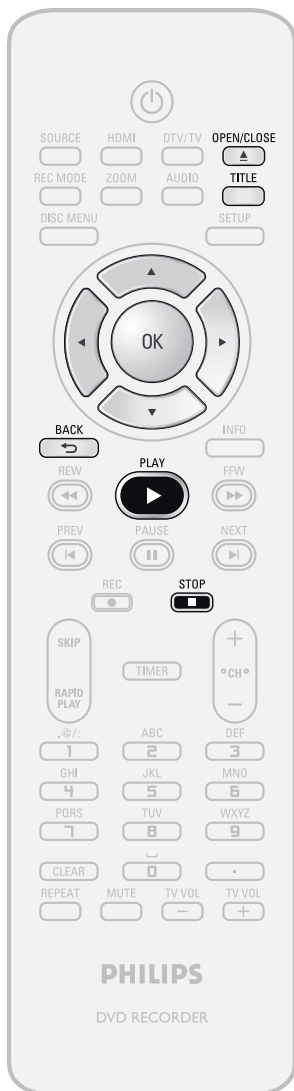 SOURCE HDMI DTV/TV OPEN/CLOSE
REC MODE ZOOM AUDIO TITLE
DISC MENU SETUP
OK
BACK INFO
REW PLAY FFW
PREV PAUSE NEXT
REC STOP
SKIP
RAPID
PLAY
TIMER
+
CH
−
.@/: ABC DEF
1 2 3
GHI JKL MNO
4 5 6
PQRS TUV WXYZ
7 8 9
␣
CLEAR 0 .
REPEAT MUTE TV VOL TV VOL
− +
PHILIPS
DVD RECORDER